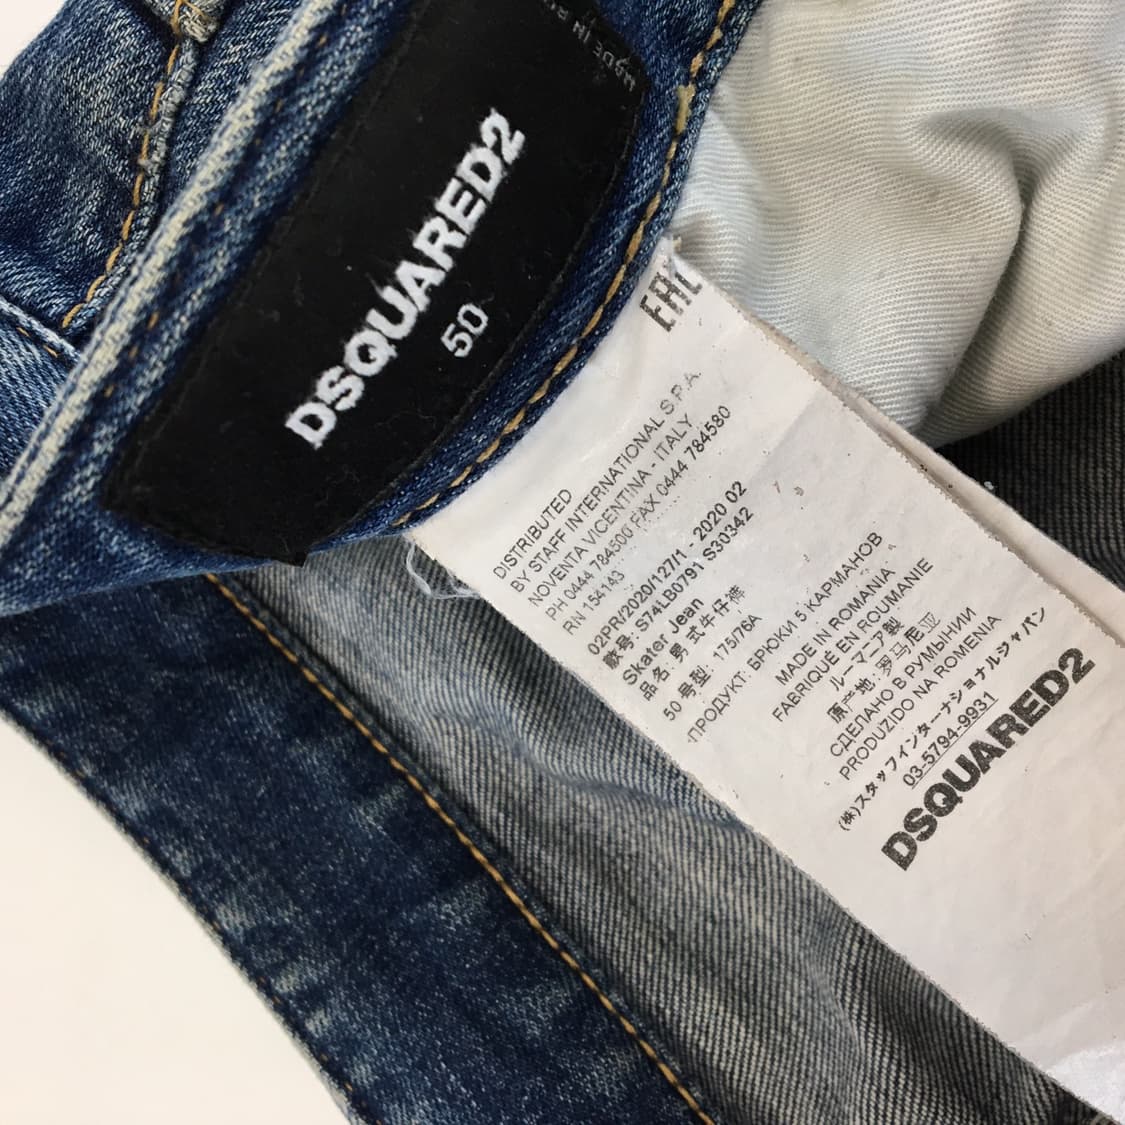 MADE IN
DSQUARED2
50
EAC
DISTRIBUTED
BY STAFF INTERNATIONAL S.P.A.
NOVENTA VICENTINA - ITALY
PH 0444 784500 FAX 0444 784580
RN 154143
02PR/2020/127/1 - 2020 02
款号: S74LB0791 S30342
Skater Jean
品名: 男式牛仔裤
50 号型: 175/76A
ПРОДУКТ: БРЮКИ 5 КАРМАНОВ
MADE IN ROMANIA
FABRIQUÉ EN ROUMANIE
ルーマニア製
原产地: 罗马尼亚
СДЕЛАНО В РУМЫНИИ
PRODUZIDO NA ROMENIA
(株)スタッフインターナショナルジャパン
03-5794-9931
DSQUARED2